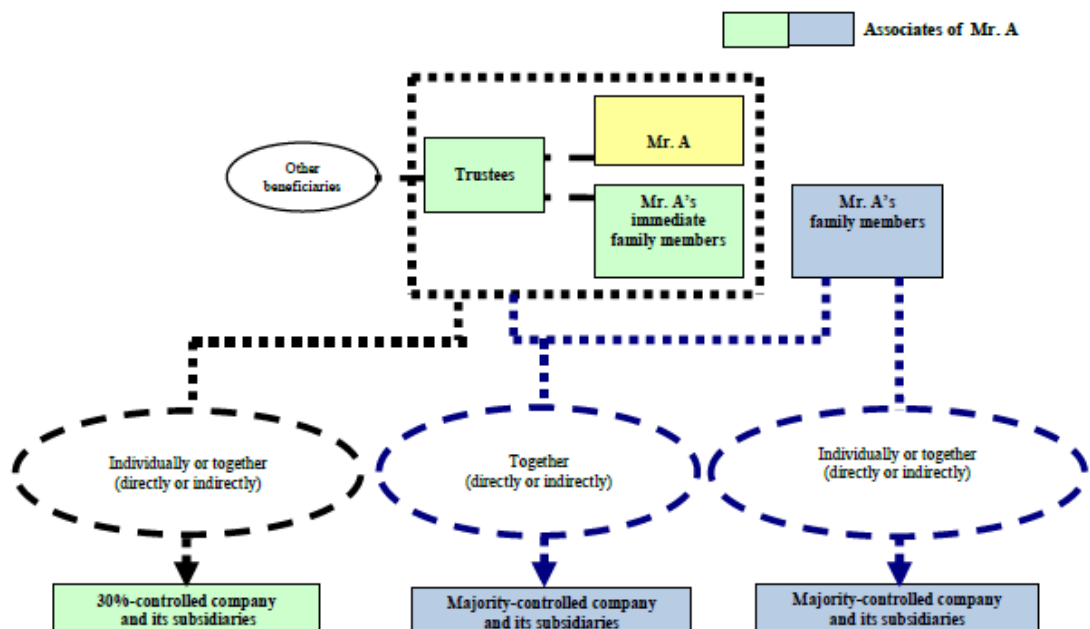 Associates of Mr. A
Mr. A
Other
beneficiaries
Trustees
Mr. A's
immediate
family members
Mr. A's
family members
Individually or together
(directly or indirectly)
Together
(directly or indirectly)
Individually or together
(directly or indirectly)
30%-controlled company
and its subsidiaries
Majority-controlled company
and its subsidiaries
Majority-controlled company
and its subsidiaries